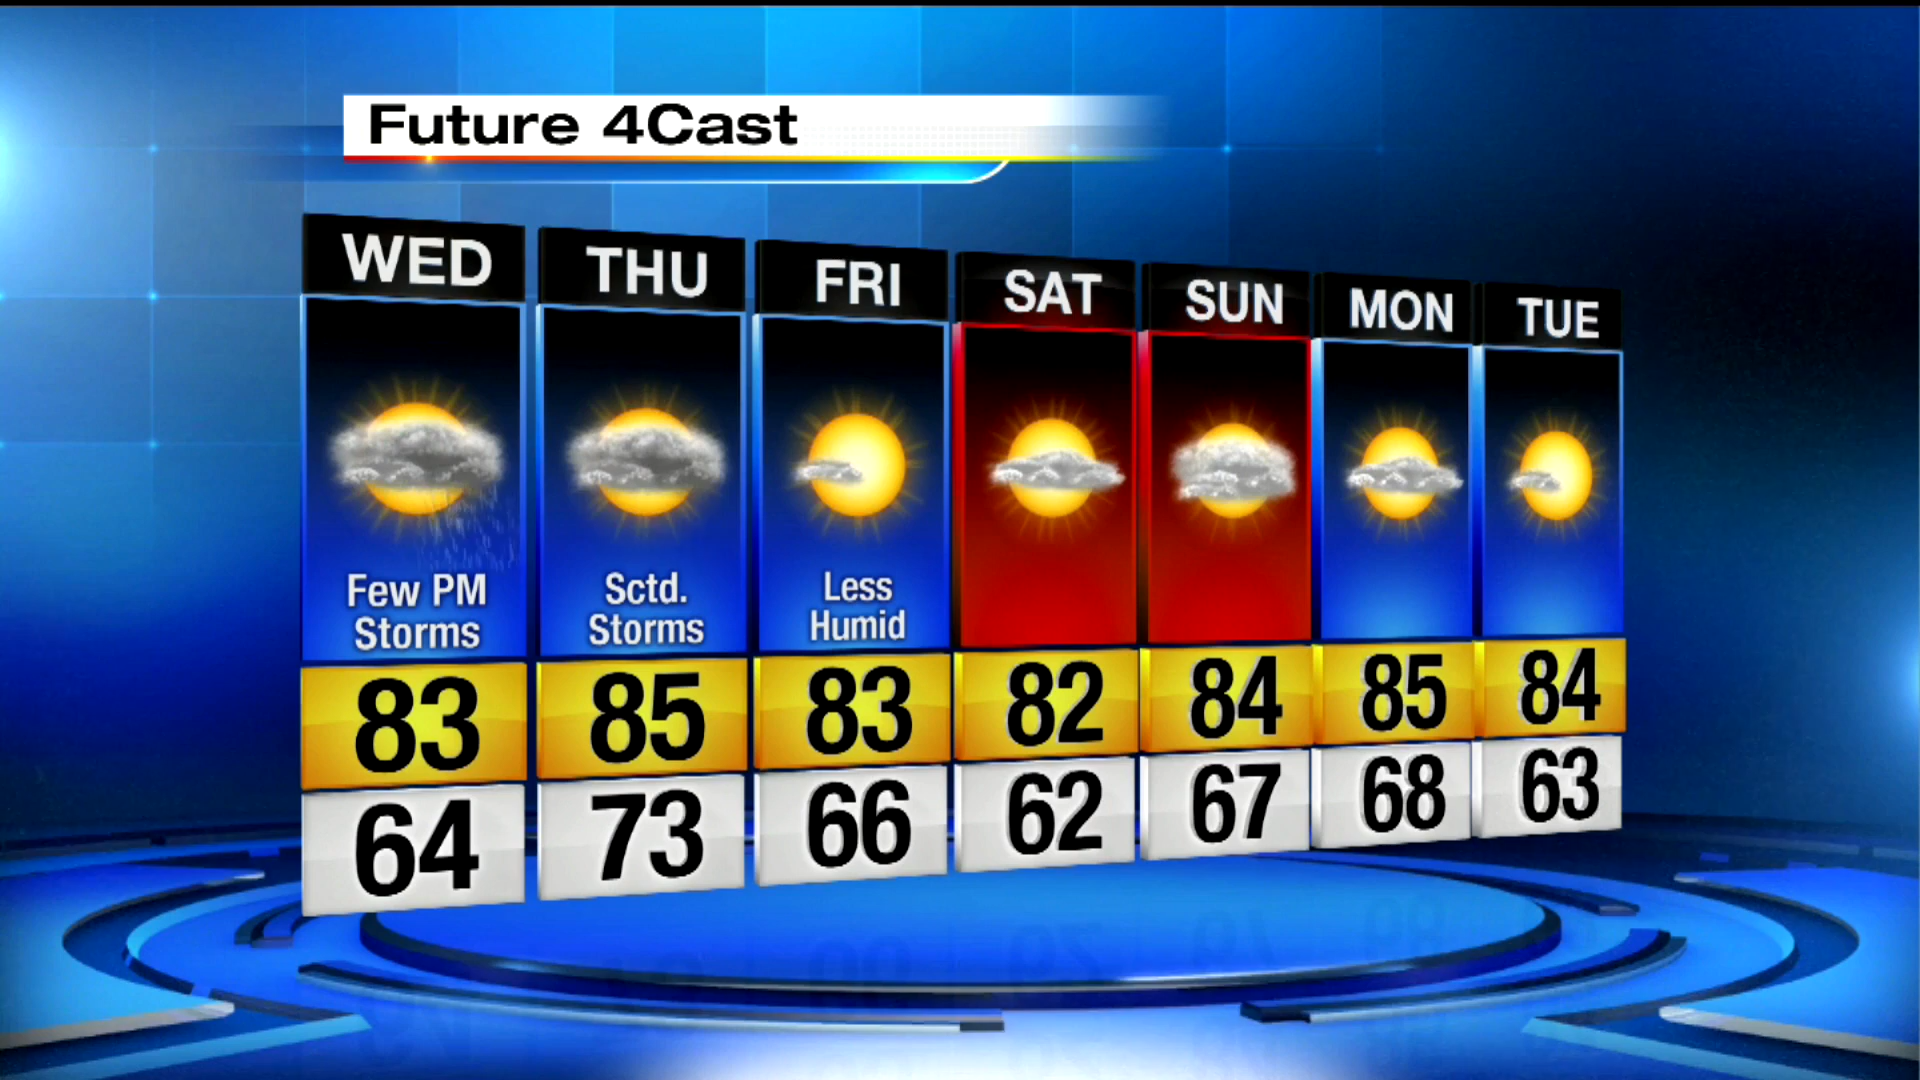 Future 4Cast
WED THU FRI SAT SUN MON TUE
Few PM
Storms
Sctd.
Storms
Less
Humid
83 85 83 82 84 85 84
64 73 66 62 67 68 63